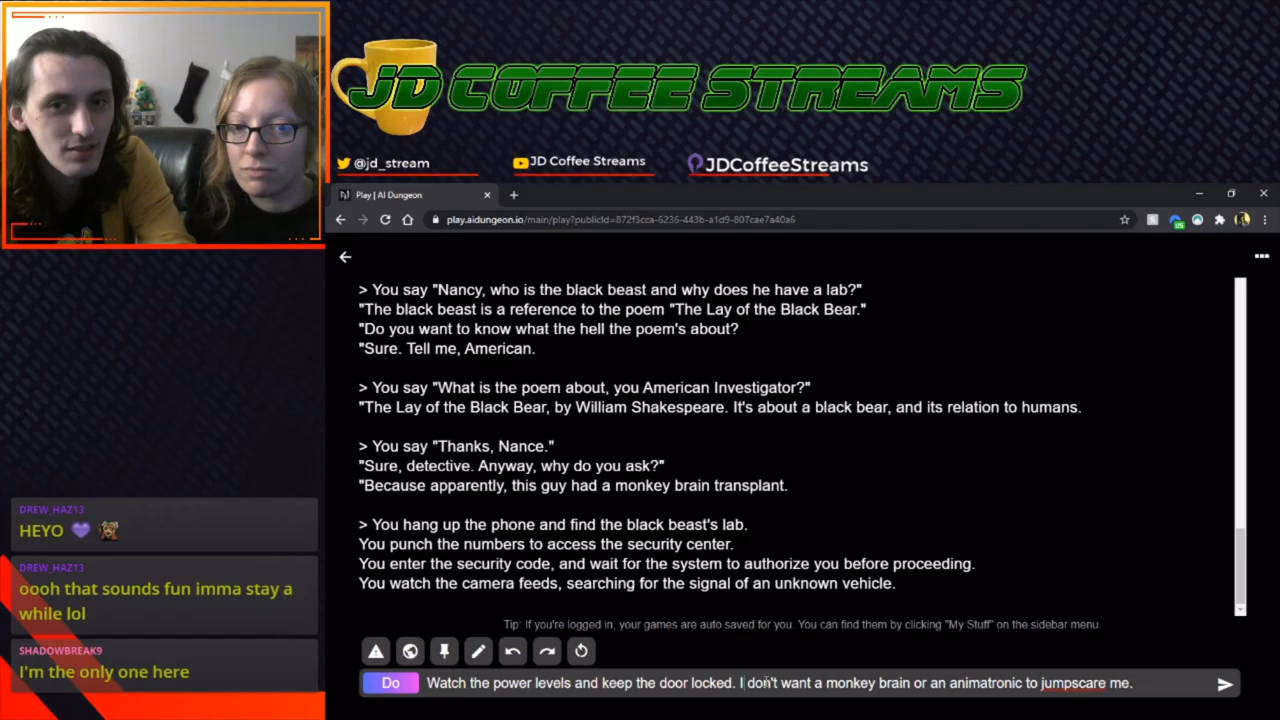 JD COFFEE STREAMS
@jd_stream
JD Coffee Streams
JDCoffeeStreams
Play | AI Dungeon
play.aidungeon.io/main/play?publicId=872f3cca-6236-443b-a1d9-807cae7a40a6
US
> You say "Nancy, who is the black beast and why does he have a lab?"
"The black beast is a reference to the poem "The Lay of the Black Bear."
"Do you want to know what the hell the poem's about?
"Sure. Tell me, American.
> You say "What is the poem about, you American Investigator?"
"The Lay of the Black Bear, by William Shakespeare. It's about a black bear, and its relation to humans.
> You say "Thanks, Nance."
"Sure, detective. Anyway, why do you ask?"
"Because apparently, this guy had a monkey brain transplant.
> You hang up the phone and find the black beast's lab.
You punch the numbers to access the security center.
You enter the security code, and wait for the system to authorize you before proceeding.
You watch the camera feeds, searching for the signal of an unknown vehicle.
Tip: If you're logged in, your games are auto saved for you. You can find them by clicking "My Stuff" on the sidebar menu.
Do
Watch the power levels and keep the door locked. I don't want a monkey brain or an animatronic to jumpscare me.
DREW_HAZ13
HEYO
DREW_HAZ13
oooh that sounds fun imma stay a
while lol
SHADOWBREAK9
I'm the only one here